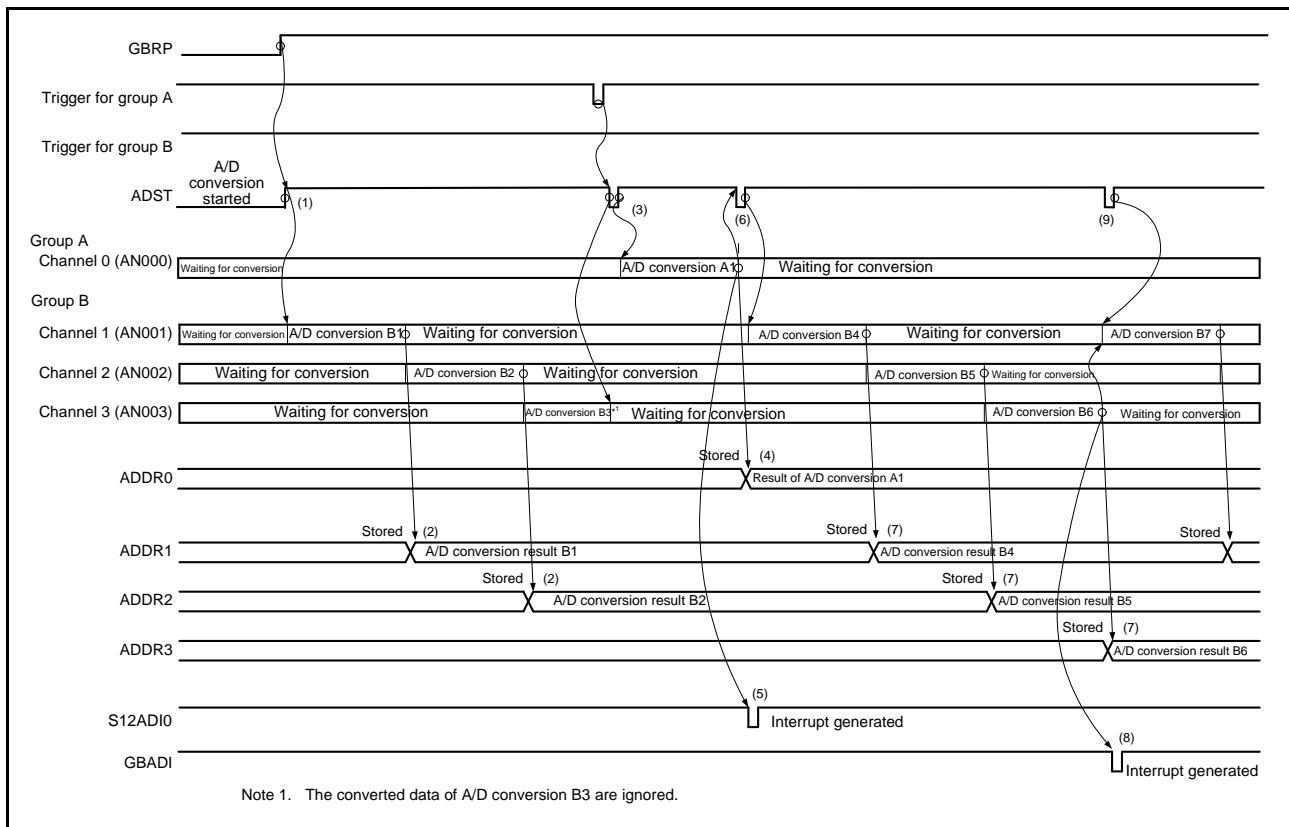 GBRP
Trigger for group A
Trigger for group B
A/D
conversion
started
ADST
(1)
(3)
(6)
(9)
Group A
Channel 0 (AN000)
Waiting for conversion
A/D conversion A1
Waiting for conversion
Group B
Channel 1 (AN001)
Waiting for conversion
A/D conversion B1
Waiting for conversion
A/D conversion B4
Waiting for conversion
A/D conversion B7
Channel 2 (AN002)
Waiting for conversion
A/D conversion B2
Waiting for conversion
A/D conversion B5
Waiting for conversion
Channel 3 (AN003)
Waiting for conversion
A/D conversion B3*1
Waiting for conversion
A/D conversion B6
Waiting for conversion
Stored
(4)
ADDR0
Result of A/D conversion A1
Stored
(2)
Stored
(7)
Stored
ADDR1
A/D conversion result B1
A/D conversion result B4
Stored
(2)
Stored
(7)
ADDR2
A/D conversion result B2
A/D conversion result B5
Stored
(7)
ADDR3
A/D conversion result B6
(5)
S12ADI0
Interrupt generated
(8)
GBADI
Interrupt generated
Note 1. The converted data of A/D conversion B3 are ignored.